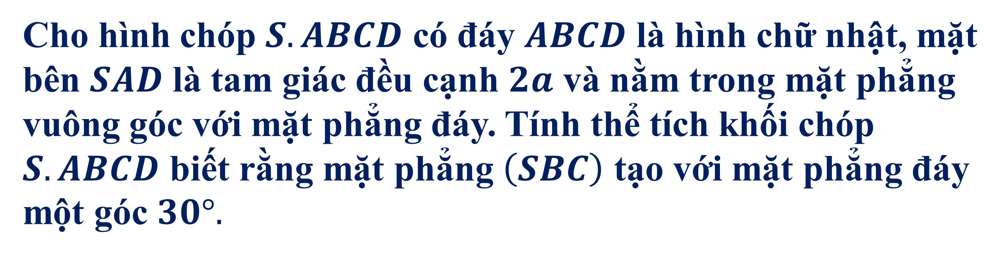 Cho hình chóp S. ABCD có đáy ABCD là hình chữ nhật, mặt
bên SAD là tam giác đều cạnh 2a và nằm trong mặt phẳng
vuông góc với mặt phẳng đáy. Tính thể tích khối chóp
S. ABCD biết rằng mặt phẳng (SBC) tạo với mặt phẳng đáy
một góc 30°.